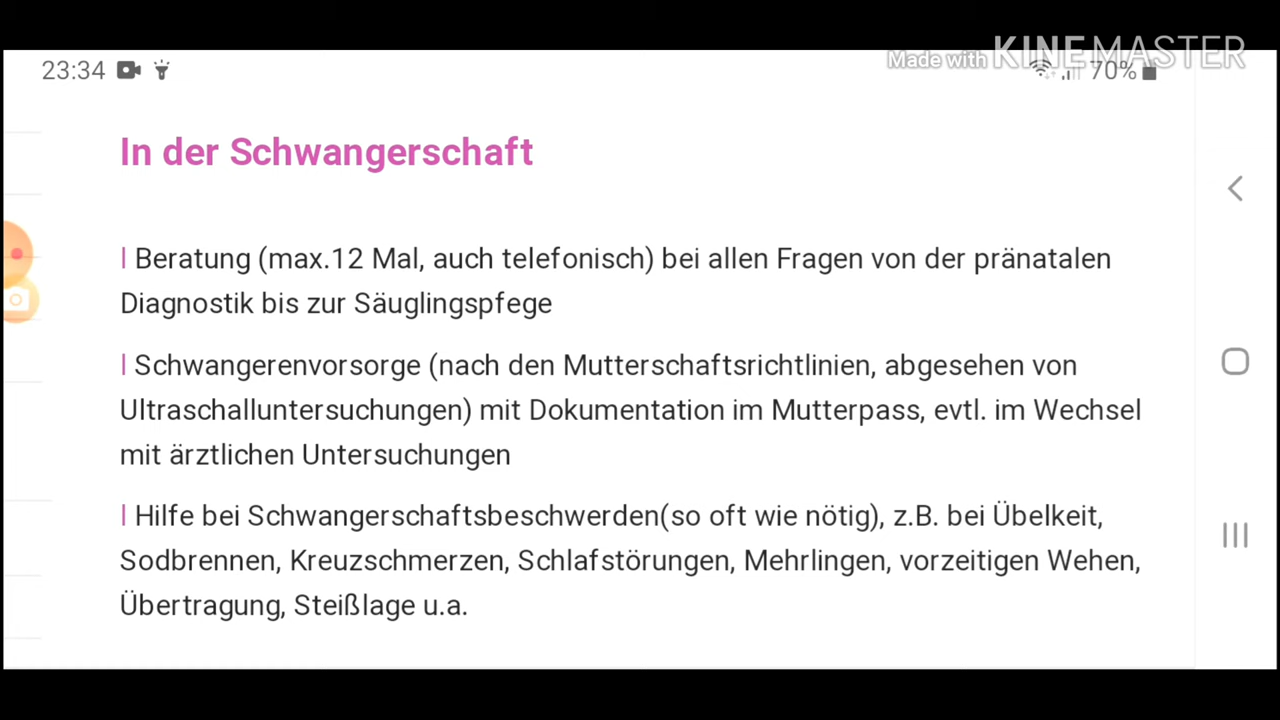 Made with KINEMASTER
23:34 70%
In der Schwangerschaft
| Beratung (max.12 Mal, auch telefonisch) bei allen Fragen von der pränatalen
Diagnostik bis zur Säuglingspfege
| Schwangerenvorsorge (nach den Mutterschaftsrichtlinien, abgesehen von
Ultraschalluntersuchungen) mit Dokumentation im Mutterpass, evtl. im Wechsel
mit ärztlichen Untersuchungen
| Hilfe bei Schwangerschaftsbeschwerden(so oft wie nötig), z.B. bei Übelkeit,
Sodbrennen, Kreuzschmerzen, Schlafstörungen, Mehrlingen, vorzeitigen Wehen,
Übertragung, Steißlage u.a.